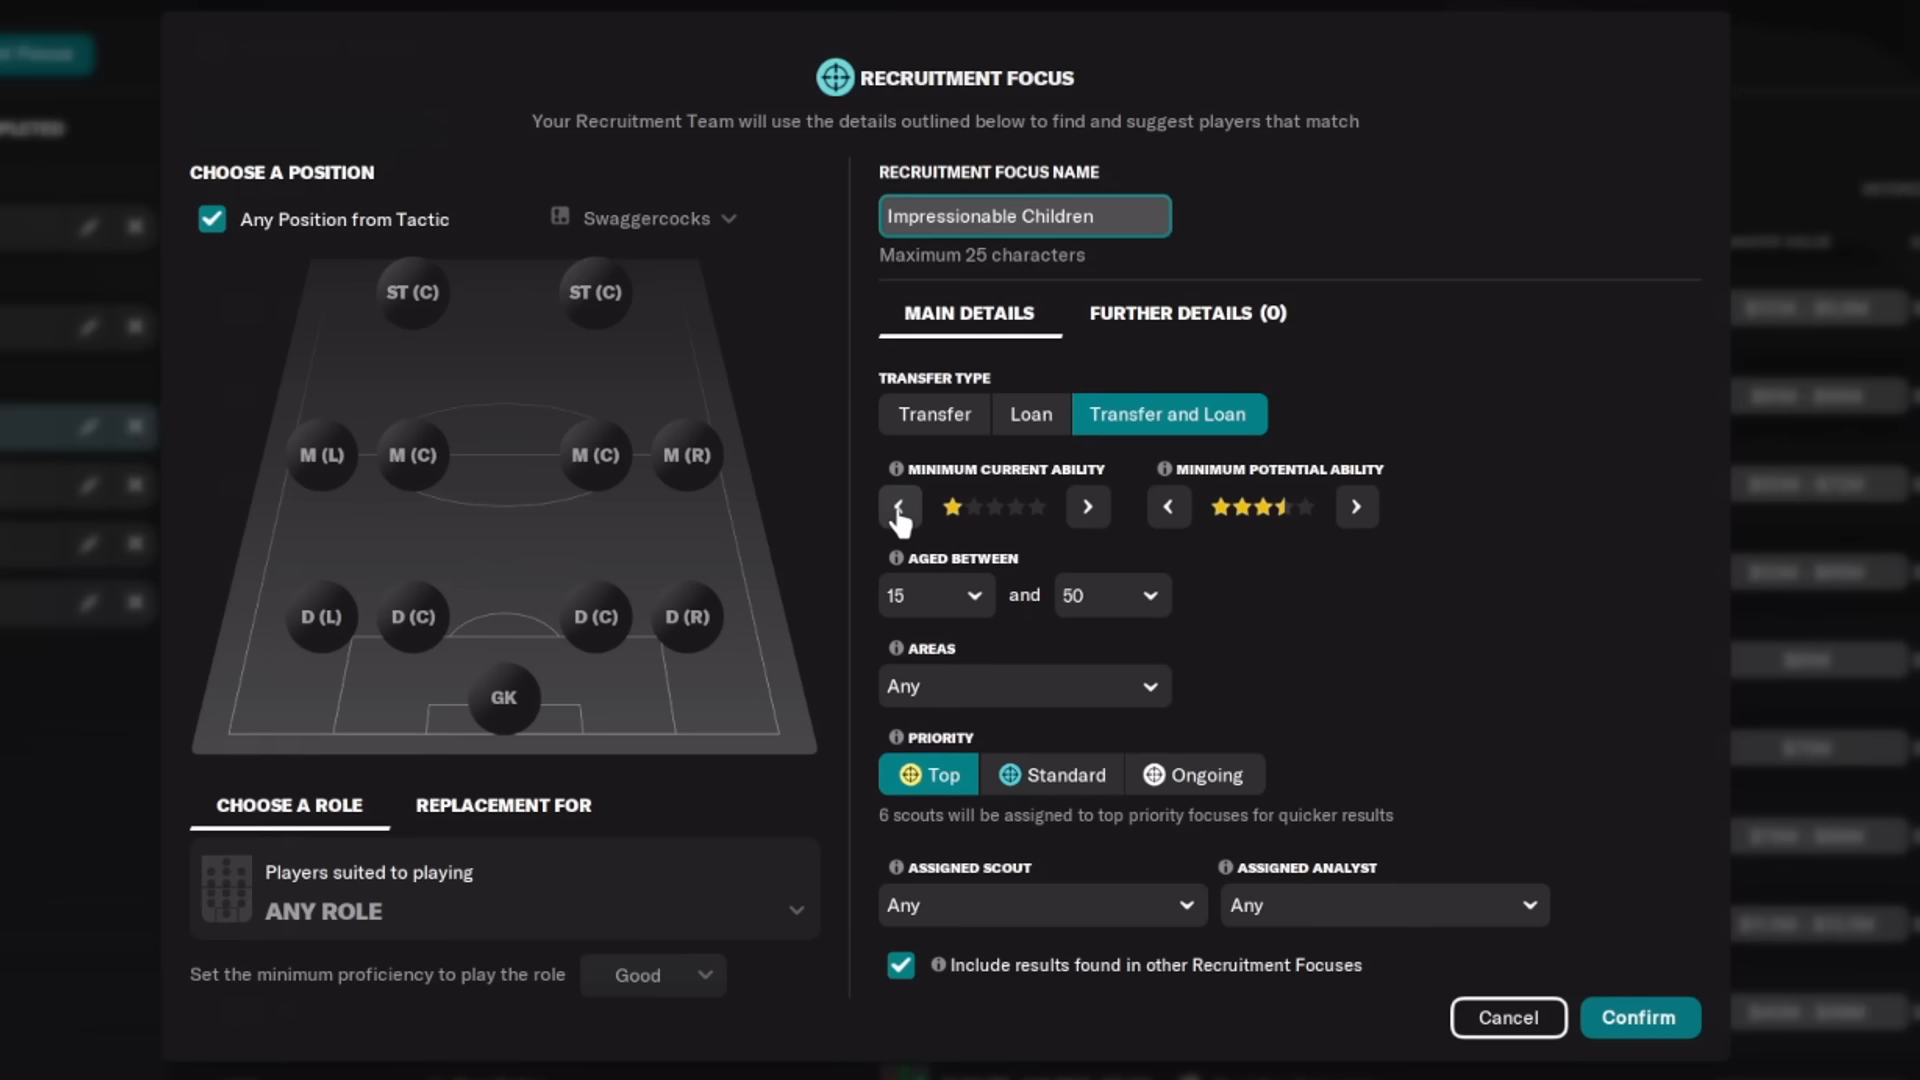 RECRUITMENT FOCUS
Your Recruitment Team will use the details outlined below to find and suggest players that match
CHOOSE A POSITION
Any Position from Tactic
Swaggercocks
ST (C)
ST (C)
M (L)
M (C)
M (C)
M (R)
D (L)
D (C)
D (C)
D (R)
GK
CHOOSE A ROLE
REPLACEMENT FOR
Players suited to playing
ANY ROLE
Set the minimum proficiency to play the role
Good
RECRUITMENT FOCUS NAME
Impressionable Children
Maximum 25 characters
MAIN DETAILS
FURTHER DETAILS (0)
TRANSFER TYPE
Transfer
Loan
Transfer and Loan
MINIMUM CURRENT ABILITY
MINIMUM POTENTIAL ABILITY
AGED BETWEEN
15
and
50
AREAS
Any
PRIORITY
Top
Standard
Ongoing
6 scouts will be assigned to top priority focuses for quicker results
ASSIGNED SCOUT
ASSIGNED ANALYST
Any
Any
Include results found in other Recruitment Focuses
Cancel
Confirm